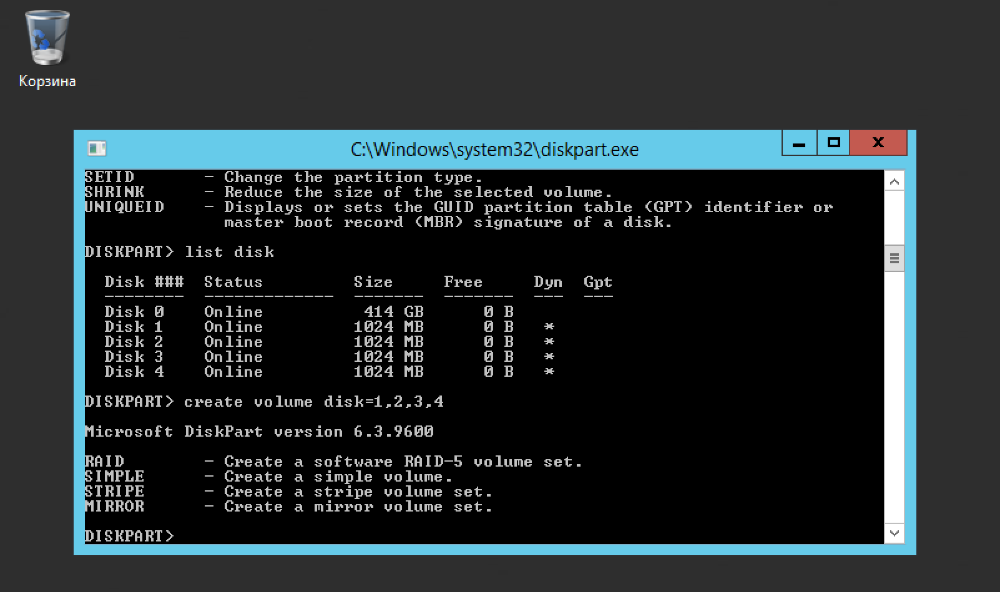 Корзина
C:\Windows\system32\diskpart.exe
SETID       - Change the partition type.
SHRINK      - Reduce the size of the selected volume.
UNIQUEID    - Displays or sets the GUID partition table (GPT) identifier or
              master boot record (MBR) signature of a disk.
DISKPART> list disk
  Disk ###  Status         Size     Free     Dyn  Gpt
  --------  -------------  -------  -------  ---  ---
  Disk 0    Online          414 GB      0 B
  Disk 1    Online         1024 MB      0 B   *
  Disk 2    Online         1024 MB      0 B   *
  Disk 3    Online         1024 MB      0 B   *
  Disk 4    Online         1024 MB      0 B   *
DISKPART> create volume disk=1,2,3,4
Microsoft DiskPart version 6.3.9600
RAID        - Create a software RAID-5 volume set.
SIMPLE      - Create a simple volume.
STRIPE      - Create a stripe volume set.
MIRROR      - Create a mirror volume set.
DISKPART>